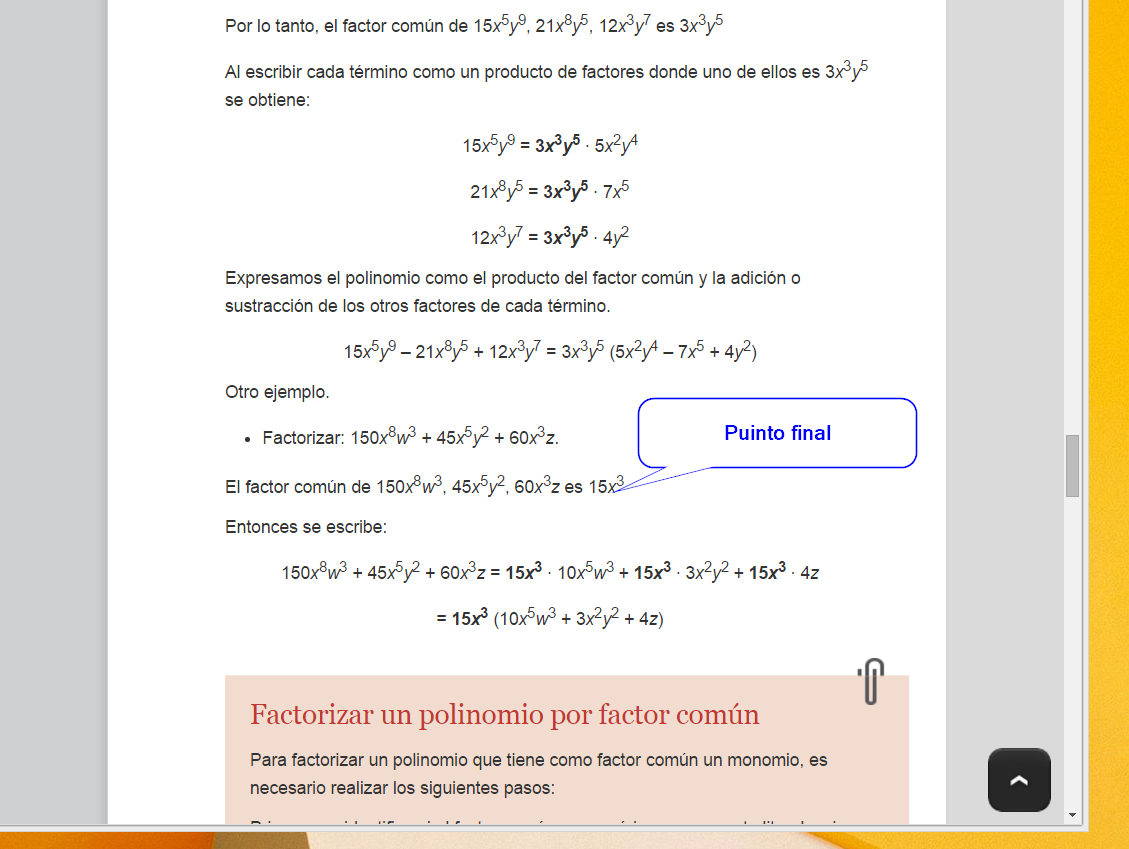 Por lo tanto, el factor común de 15x⁵y⁹, 21x⁸y⁵, 12x³y⁷ es 3x³y⁵
Al escribir cada término como un producto de factores donde uno de ellos es 3x³y⁵
se obtiene:
15x⁵y⁹ = 3x³y⁵ · 5x²y⁴
21x⁸y⁵ = 3x³y⁵ · 7x⁵
12x³y⁷ = 3x³y⁵ · 4y²
Expresamos el polinomio como el producto del factor común y la adición o
sustracción de los otros factores de cada término.
15x⁵y⁹ – 21x⁸y⁵ + 12x³y⁷ = 3x³y⁵ (5x²y⁴ – 7x⁵ + 4y²)
Otro ejemplo.
• Factorizar: 150x⁸w³ + 45x⁵y² + 60x³z.
Puinto final
El factor común de 150x⁸w³, 45x⁵y², 60x³z es 15x³
Entonces se escribe:
150x⁸w³ + 45x⁵y² + 60x³z = 15x³ · 10x⁵w³ + 15x³ · 3x²y² + 15x³ · 4z
= 15x³ (10x⁵w³ + 3x²y² + 4z)
Factorizar un polinomio por factor común
Para factorizar un polinomio que tiene como factor común un monomio, es
necesario realizar los siguientes pasos: